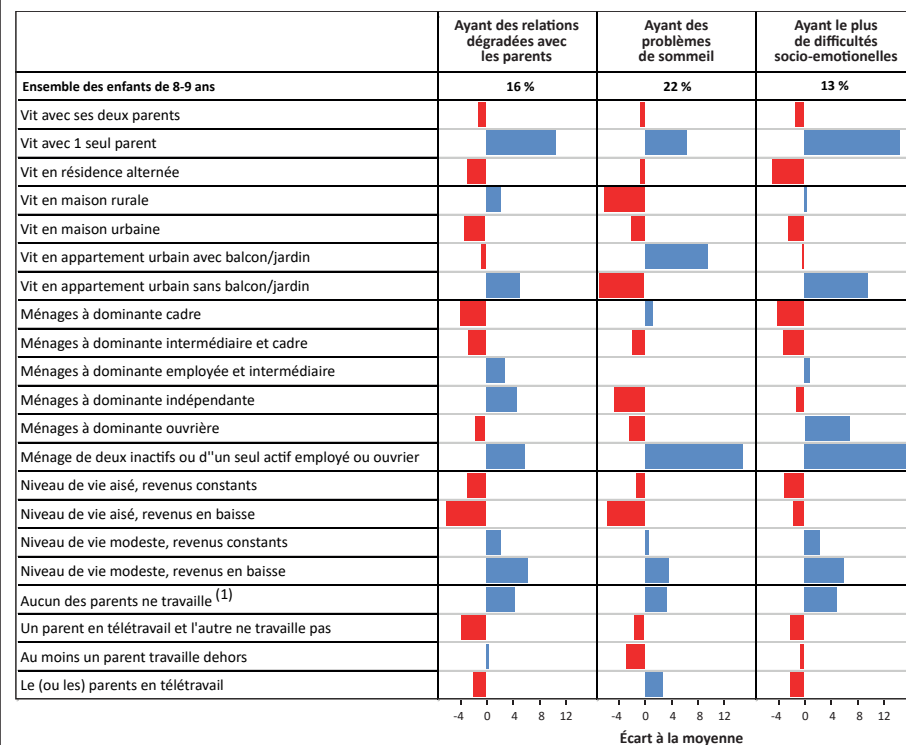 Ayant des relations
dégradées avec
les parents
Ayant des
problèmes
de sommeil
Ayant le plus
de difficultés
socio-emotionelles
Ensemble des enfants de 8-9 ans 16 % 22 % 13 %
Vit avec ses deux parents
Vit avec 1 seul parent
Vit en résidence alternée
Vit en maison rurale
Vit en maison urbaine
Vit en appartement urbain avec balcon/jardin
Vit en appartement urbain sans balcon/jardin
Ménages à dominante cadre
Ménages à dominante intermédiaire et cadre
Ménages à dominante employée et intermédiaire
Ménages à dominante indépendante
Ménages à dominante ouvrière
Ménage de deux inactifs ou d''un seul actif employé ou ouvrier
Niveau de vie aisé, revenus constants
Niveau de vie aisé, revenus en baisse
Niveau de vie modeste, revenus constants
Niveau de vie modeste, revenus en baisse
Aucun des parents ne travaille (1)
Un parent en télétravail et l'autre ne travaille pas
Au moins un parent travaille dehors
Le (ou les) parents en télétravail
-4 0 4 8 12 -4 0 4 8 12 -4 0 4 8 12
Écart à la moyenne